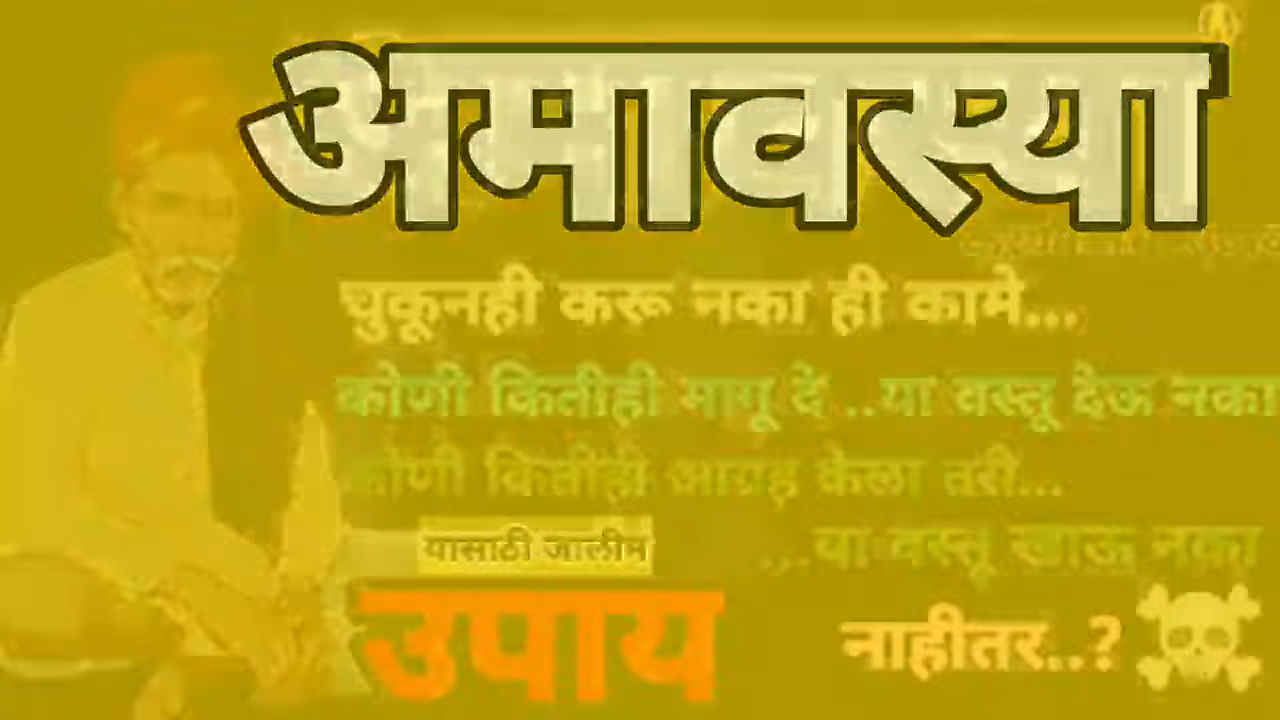 अमावस्या
चुकूनही करू नका ही कामे...
कोणी कितीही मागू दे ..या वस्तू देऊ नका
कोणी कितीही आग्रह केला तरी...
...या वस्तू खाऊ नका
यासाठी जालीम
उपाय
नाहीतर..?